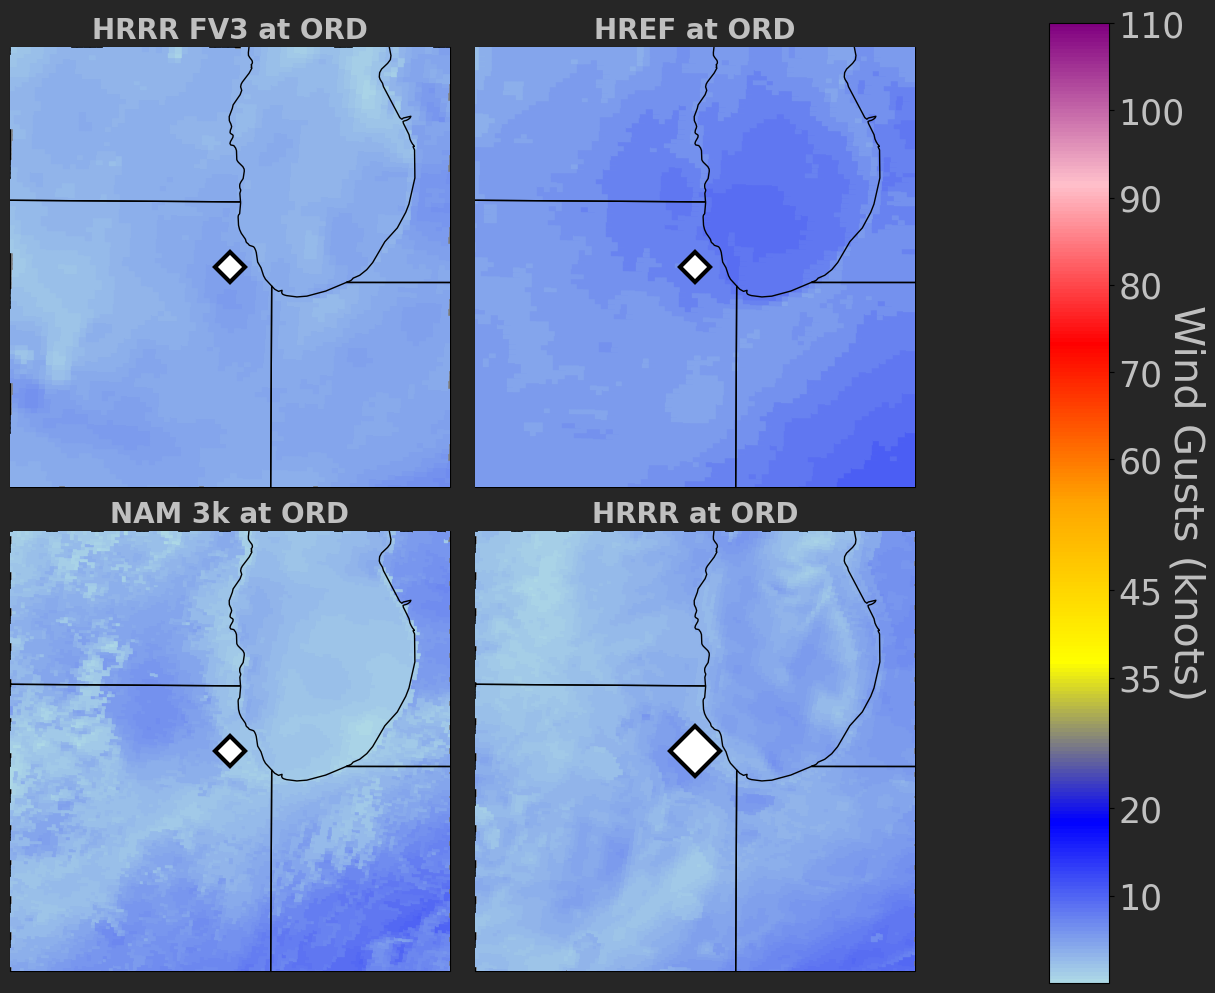 HRRR FV3 at ORD
HREF at ORD
NAM 3k at ORD
HRRR at ORD
110
100
90
80
70
60
45
35
20
10
Wind Gusts (knots)